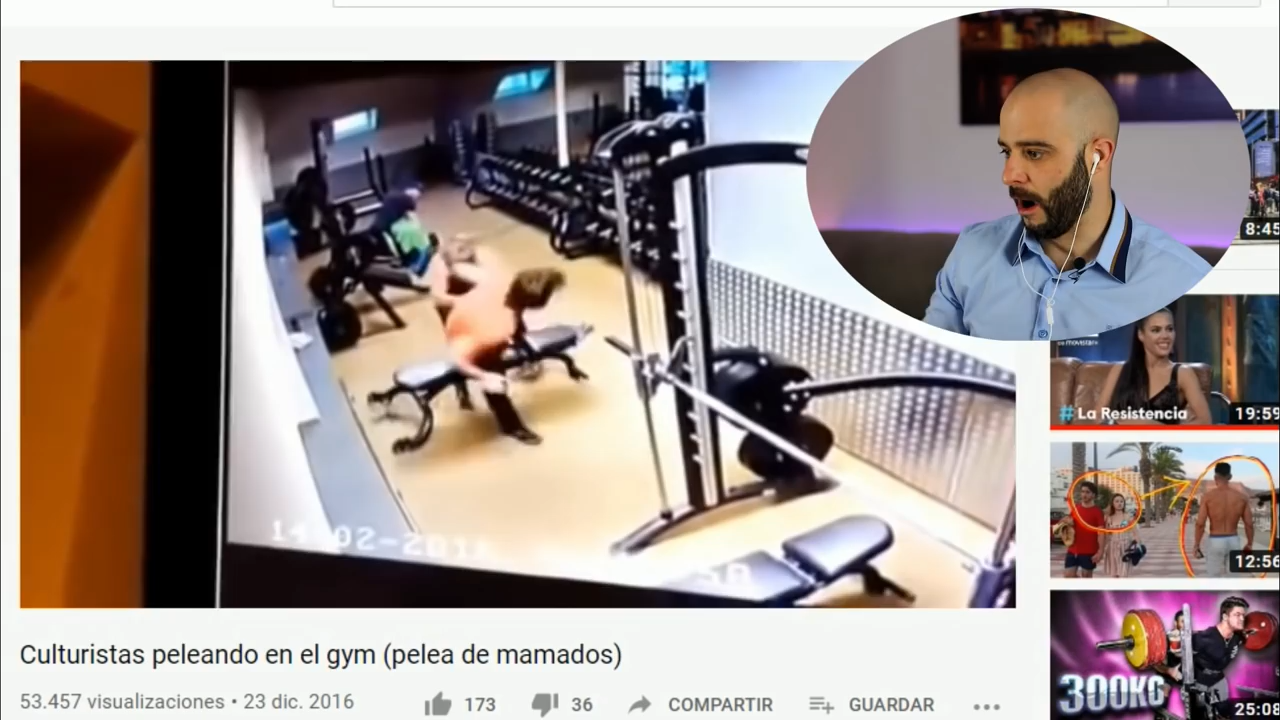 8:45
# La Resistencia
19:59
12:56
300KG
25:08
Culturistas peleando en el gym (pelea de mamados)
53.457 visualizaciones • 23 dic. 2016
173
36
COMPARTIR
GUARDAR